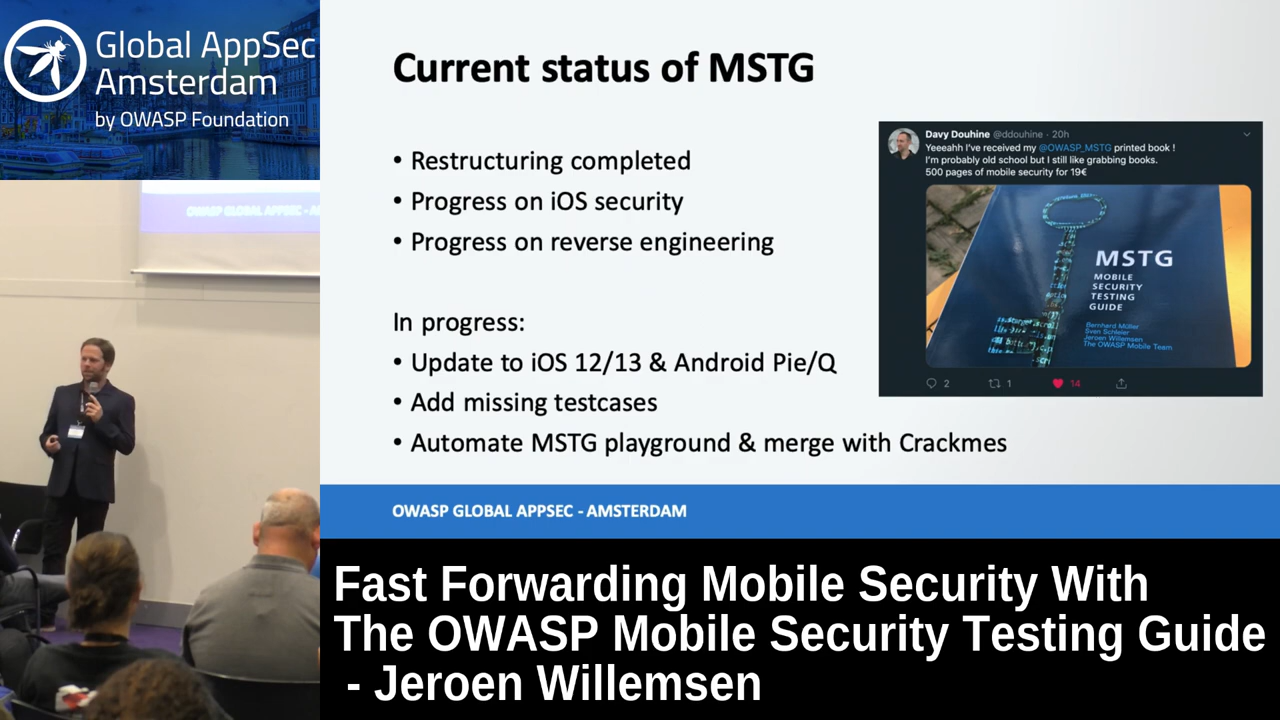 Global AppSec
Amsterdam
by OWASP Foundation
OWASP GLOBAL APPSEC - A
Current status of MSTG
• Restructuring completed
• Progress on iOS security
• Progress on reverse engineering
In progress:
• Update to iOS 12/13 & Android Pie/Q
• Add missing testcases
• Automate MSTG playground & merge with Crackmes
Davy Douhine @ddouhine · 20h
Yeeeahh I've received my @OWASP_MSTG printed book !
I'm probably old school but I still like grabbing books.
500 pages of mobile security for 19€
MSTG
MOBILE
SECURITY
TESTING
GUIDE
Bernhard Müller
Sven Schleier
Jeroen Willemsen
The OWASP Mobile Team
2 1 14
OWASP GLOBAL APPSEC - AMSTERDAM
Fast Forwarding Mobile Security With
The OWASP Mobile Security Testing Guide
- Jeroen Willemsen